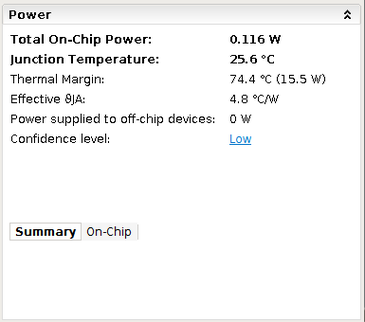 Power
Total On-Chip Power: 0.116 W
Junction Temperature: 25.6 °C
Thermal Margin: 74.4 °C (15.5 W)
Effective ϑJA: 4.8 °C/W
Power supplied to off-chip devices: 0 W
Confidence level: Low
Summary On-Chip